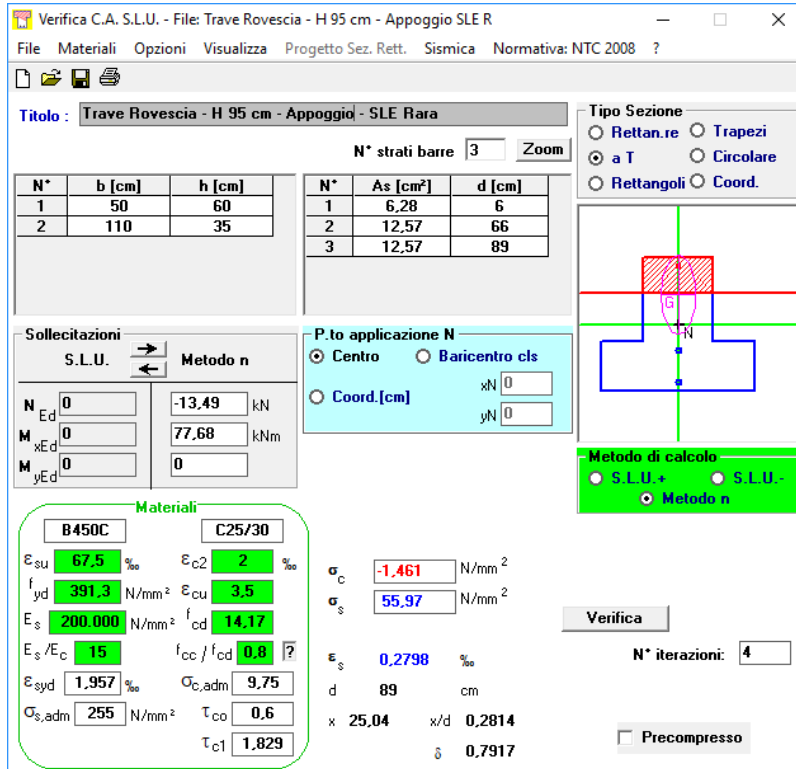 Verifica C.A. S.L.U. - File: Trave Rovescia - H 95 cm - Appoggio SLE R
File Materiali Opzioni Visualizza Progetto Sez. Rett. Sismica Normativa: NTC 2008 ?
Titolo : Trave Rovescia - H 95 cm - Appoggio - SLE Rara
N° strati barre 3 Zoom
Tipo Sezione
Rettan.re Trapezi
a T Circolare
Rettangoli Coord.
N° b [cm] h [cm]
1 50 60
2 110 35
N° As [cm²] d [cm]
1 6,28 6
2 12,57 66
3 12,57 89
G
N
Sollecitazioni
S.L.U. Metodo n
N Ed 0 -13,49 kN
M xEd 0 77,68 kNm
M yEd 0 0
P.to applicazione N
Centro Baricentro cls
Coord.[cm] xN 0
yN 0
Metodo di calcolo
S.L.U.+ S.L.U.-
Metodo n
Materiali
B450C C25/30
εsu 67,5 ‰ εc2 2 ‰
fyd 391,3 N/mm² εcu 3,5
Es 200.000 N/mm² fcd 14,17
Es/Ec 15 fcc / fcd 0,8 ?
εsyd 1,957 ‰ σc,adm 9,75
σs,adm 255 N/mm² τco 0,6
τc1 1,829
σc -1,461 N/mm²
σs 55,97 N/mm²
εs 0,2798 ‰
d 89 cm
x 25,04 x/d 0,2814
δ 0,7917
Verifica
N° iterazioni: 4
Precompresso